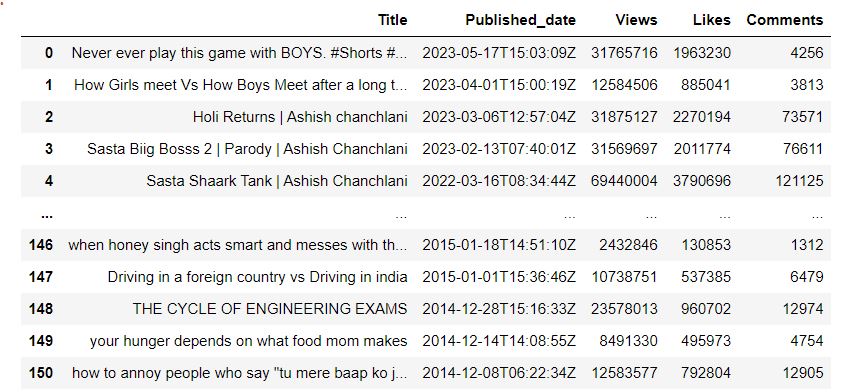 Title Published_date Views Likes Comments
0 Never ever play this game with BOYS. #Shorts #... 2023-05-17T15:03:09Z 31765716 1963230 4256
1 How Girls meet Vs How Boys Meet after a long t... 2023-04-01T15:00:19Z 12584506 885041 3813
2 Holi Returns | Ashish chanchlani 2023-03-06T12:57:04Z 31875127 2270194 73571
3 Sasta Biig Bosss 2 | Parody | Ashish Chanchlani 2023-02-13T07:40:01Z 31569697 2011774 76611
4 Sasta Shaark Tank | Ashish Chanchlani 2022-03-16T08:34:44Z 69440004 3790696 121125
... ... ... ... ... ...
146 when honey singh acts smart and messes with th... 2015-01-18T14:51:10Z 2432846 130853 1312
147 Driving in a foreign country vs Driving in india 2015-01-01T15:36:46Z 10738751 537385 6479
148 THE CYCLE OF ENGINEERING EXAMS 2014-12-28T15:16:33Z 23578013 960702 12974
149 your hunger depends on what food mom makes 2014-12-14T14:08:55Z 8491330 495973 4754
150 how to annoy people who say "tu mere baap ko j... 2014-12-08T06:22:34Z 12583577 792804 12905